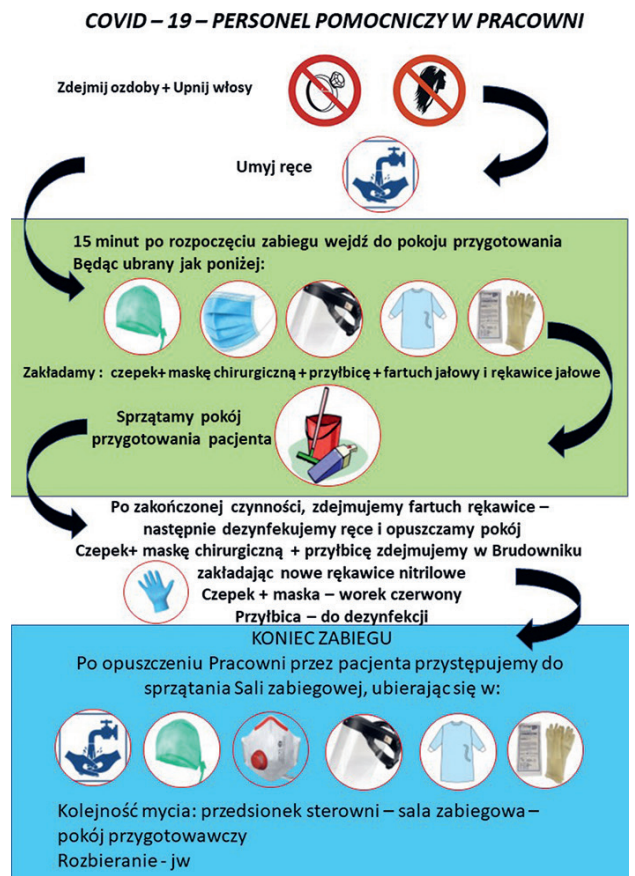 COVID – 19 – PERSONEL POMOCNICZY W PRACOWNI
Zdejmij ozdoby + Upnij włosy
Umyj ręce
15 minut po rozpoczęciu zabiegu wejdź do pokoju przygotowania
Będąc ubrany jak poniżej:
Zakładamy : czepek+ maskę chirurgiczną + przyłbicę + fartuch jałowy i rękawice jałowe
Sprzątamy pokój
przygotowania pacjenta
Po zakończonej czynności, zdejmujemy fartuch rękawice –
następnie dezynfekujemy ręce i opuszczamy pokój
Czepek+ maskę chirurgiczną + przyłbicę zdejmujemy w Brudowniku
zakładając nowe rękawice nitrilowe
Czepek + maska – worek czerwony
Przyłbica – do dezynfekcji
KONIEC ZABIEGU
Po opuszczeniu Pracowni przez pacjenta przystępujemy do
sprzątania Sali zabiegowej, ubierając się w:
Kolejność mycia: przedsionek sterowni – sala zabiegowa –
pokój przygotowawczy
Rozbieranie - jw